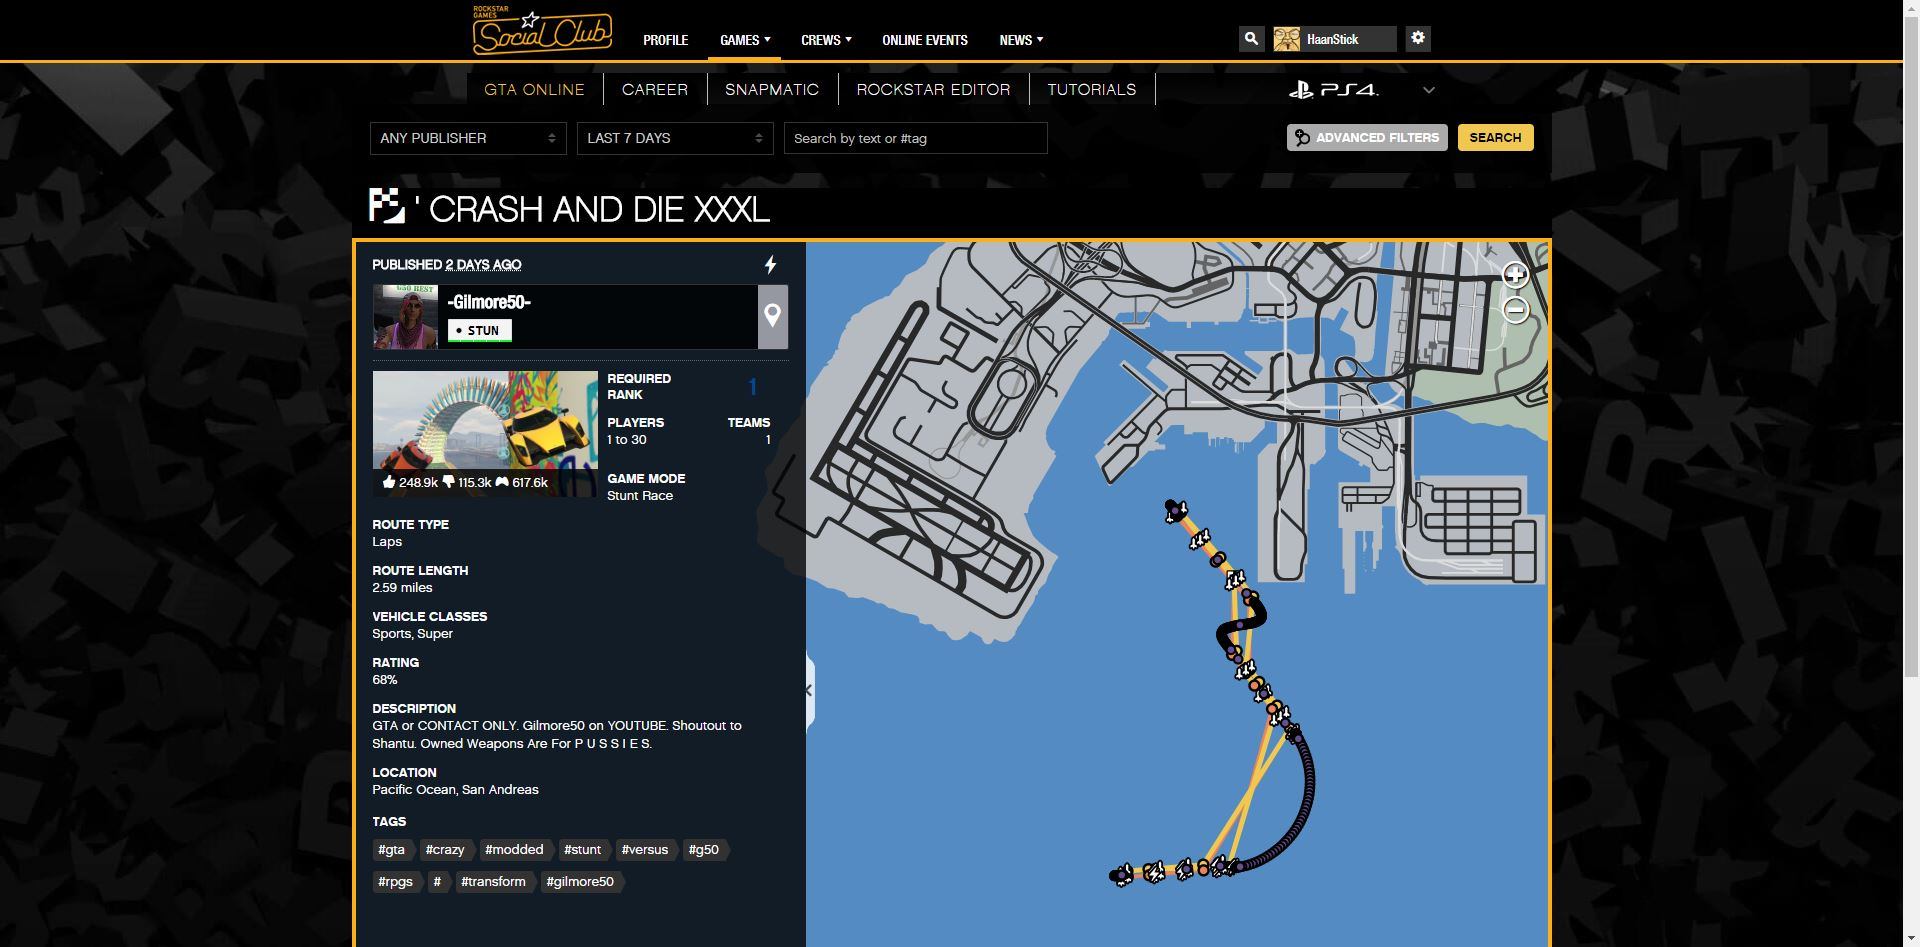 ROCKSTAR
GAMES
Social Club
PROFILE
GAMES
CREWS
ONLINE EVENTS
NEWS
HaanStick
GTA ONLINE
CAREER
SNAPMATIC
ROCKSTAR EDITOR
TUTORIALS
PS4
ANY PUBLISHER
LAST 7 DAYS
Search by text or #tag
ADVANCED FILTERS
SEARCH
' CRASH AND DIE XXXL
PUBLISHED 2 DAYS AGO
G50 BEST
-Gilmore50-
• STUN
REQUIRED
RANK
1
PLAYERS
1 to 30
TEAMS
1
248.9k 115.3k 617.6k
GAME MODE
Stunt Race
ROUTE TYPE
Laps
ROUTE LENGTH
2.59 miles
VEHICLE CLASSES
Sports, Super
RATING
68%
DESCRIPTION
GTA or CONTACT ONLY. Gilmore50 on YOUTUBE. Shoutout to
Shantu. Owned Weapons Are For P U S S I E S.
LOCATION
Pacific Ocean, San Andreas
TAGS
#gta #crazy #modded #stunt #versus #g50
#rpgs # #transform #gilmore50